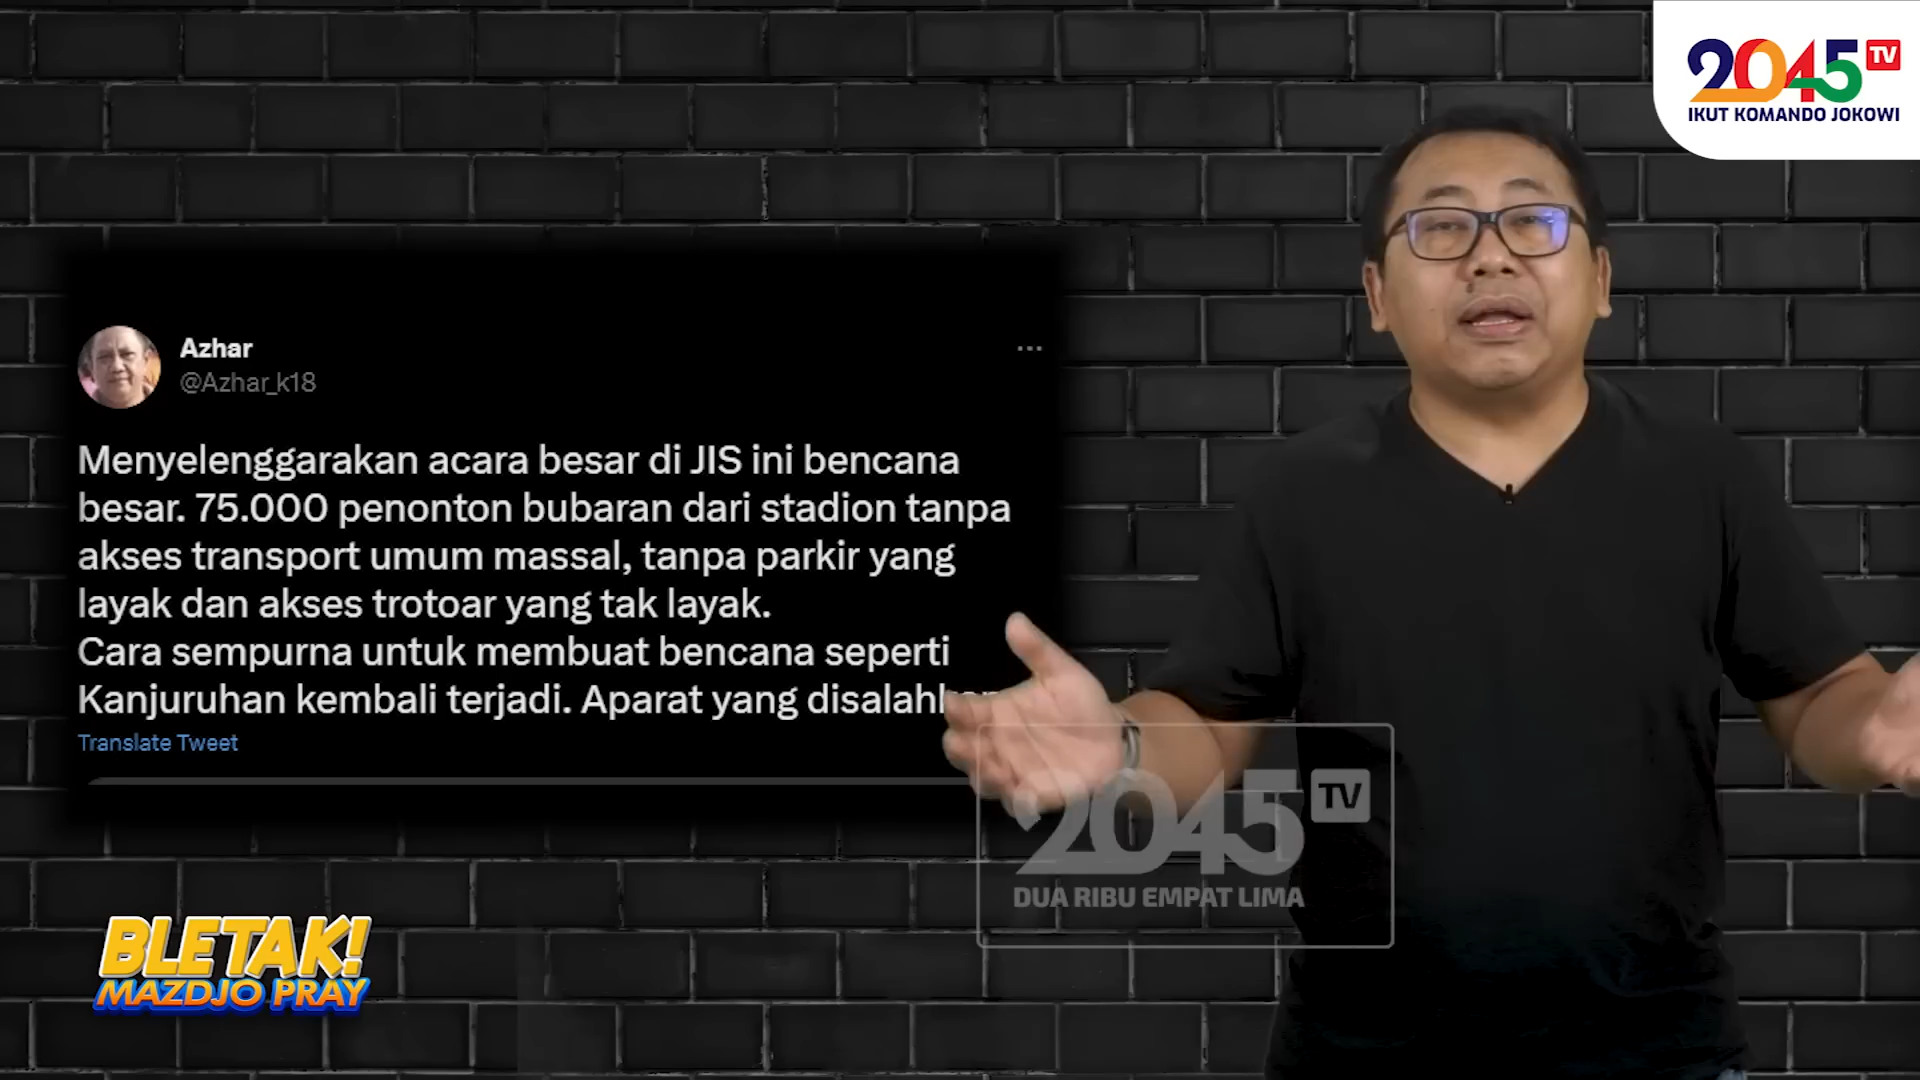 2045 TV
IKUT KOMANDO JOKOWI
Azhar
@Azhar_k18
Menyelenggarakan acara besar di JIS ini bencana
besar. 75.000 penonton bubaran dari stadion tanpa
akses transport umum massal, tanpa parkir yang
layak dan akses trotoar yang tak layak.
Cara sempurna untuk membuat bencana seperti
Kanjuruhan kembali terjadi. Aparat yang
Translate Tweet
2045 TV
DUA RIBU EMPAT LIMA
BLETAK!
MAZDJO PRAY